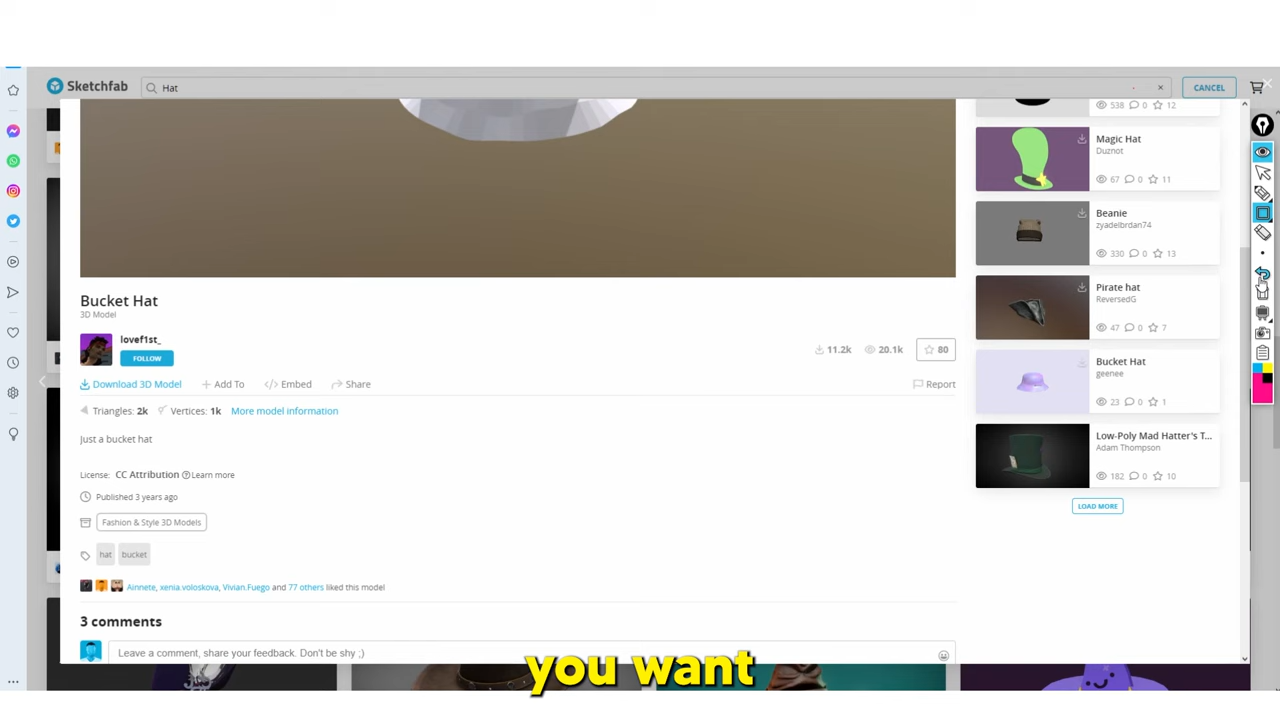 Sketchfab
Hat
CANCEL
538 0 12
Magic Hat
Duznot
67 0 11
Beanie
zyadelbrdan74
330 0 13
Pirate hat
ReversedG
47 0 7
Bucket Hat
geenee
23 0 1
Low-Poly Mad Hatter's T...
Adam Thompson
182 0 10
LOAD MORE
Bucket Hat
3D Model
lovef1st_
FOLLOW
11.2k 20.1k 80
Download 3D Model Add To Embed Share Report
Triangles: 2k Vertices: 1k More model information
Just a bucket hat
License: CC Attribution Learn more
Published 3 years ago
Fashion & Style 3D Models
hat bucket
Ainnete, xenia.voloskova, Vivian.Fuego and 77 others liked this model
3 comments
Leave a comment, share your feedback. Don't be shy ;)
you want